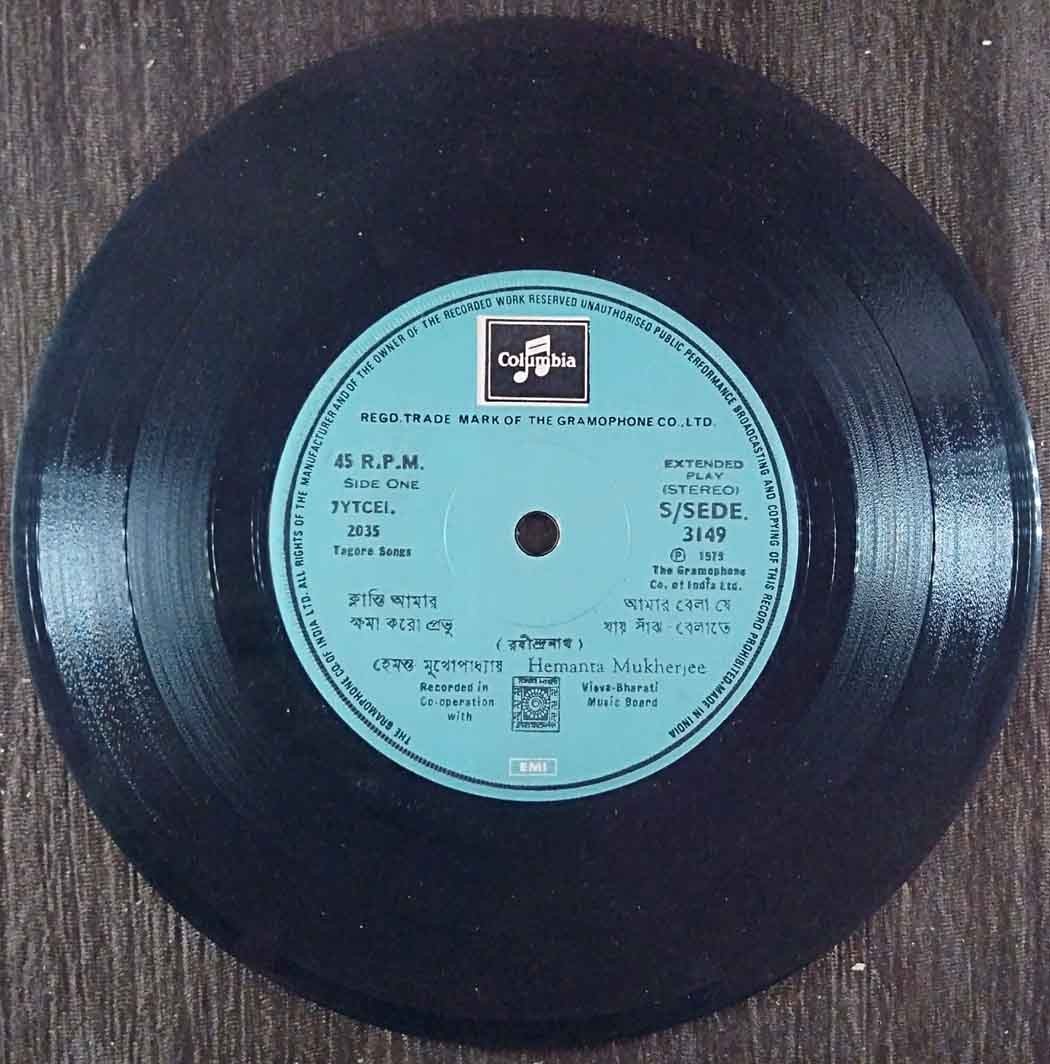 THE GRAMOPHONE CO. OF INDIA LTD. ALL RIGHTS OF THE MANUFACTURER AND OF THE OWNER OF THE RECORDED WORK RESERVED UNAUTHORISED PUBLIC PERFORMANCE BROADCASTING AND COPYING OF THIS RECORD PROHIBITED. MADE IN INDIA
Columbia
REGD. TRADE MARK OF THE GRAMOPHONE CO., LTD.
45 R.P.M.
SIDE ONE
7YTCEI.
2035
Tagore Songs
EXTENDED
PLAY
(STEREO)
S/SEDE.
3149
Ⓟ 1979
The Gramophone
Co. of India Ltd.
ক্লান্তি আমার
ক্ষমা করো প্রভু
আমার বেলা যে
যায় সাঁঝ-বেলাতে
(রবীন্দ্রনাথ)
হেমন্ত মুখোপাধ্যায় Hemanta Mukherjee
Recorded in
Co-operation
with
Visva-Bharati
Music Board
EMI